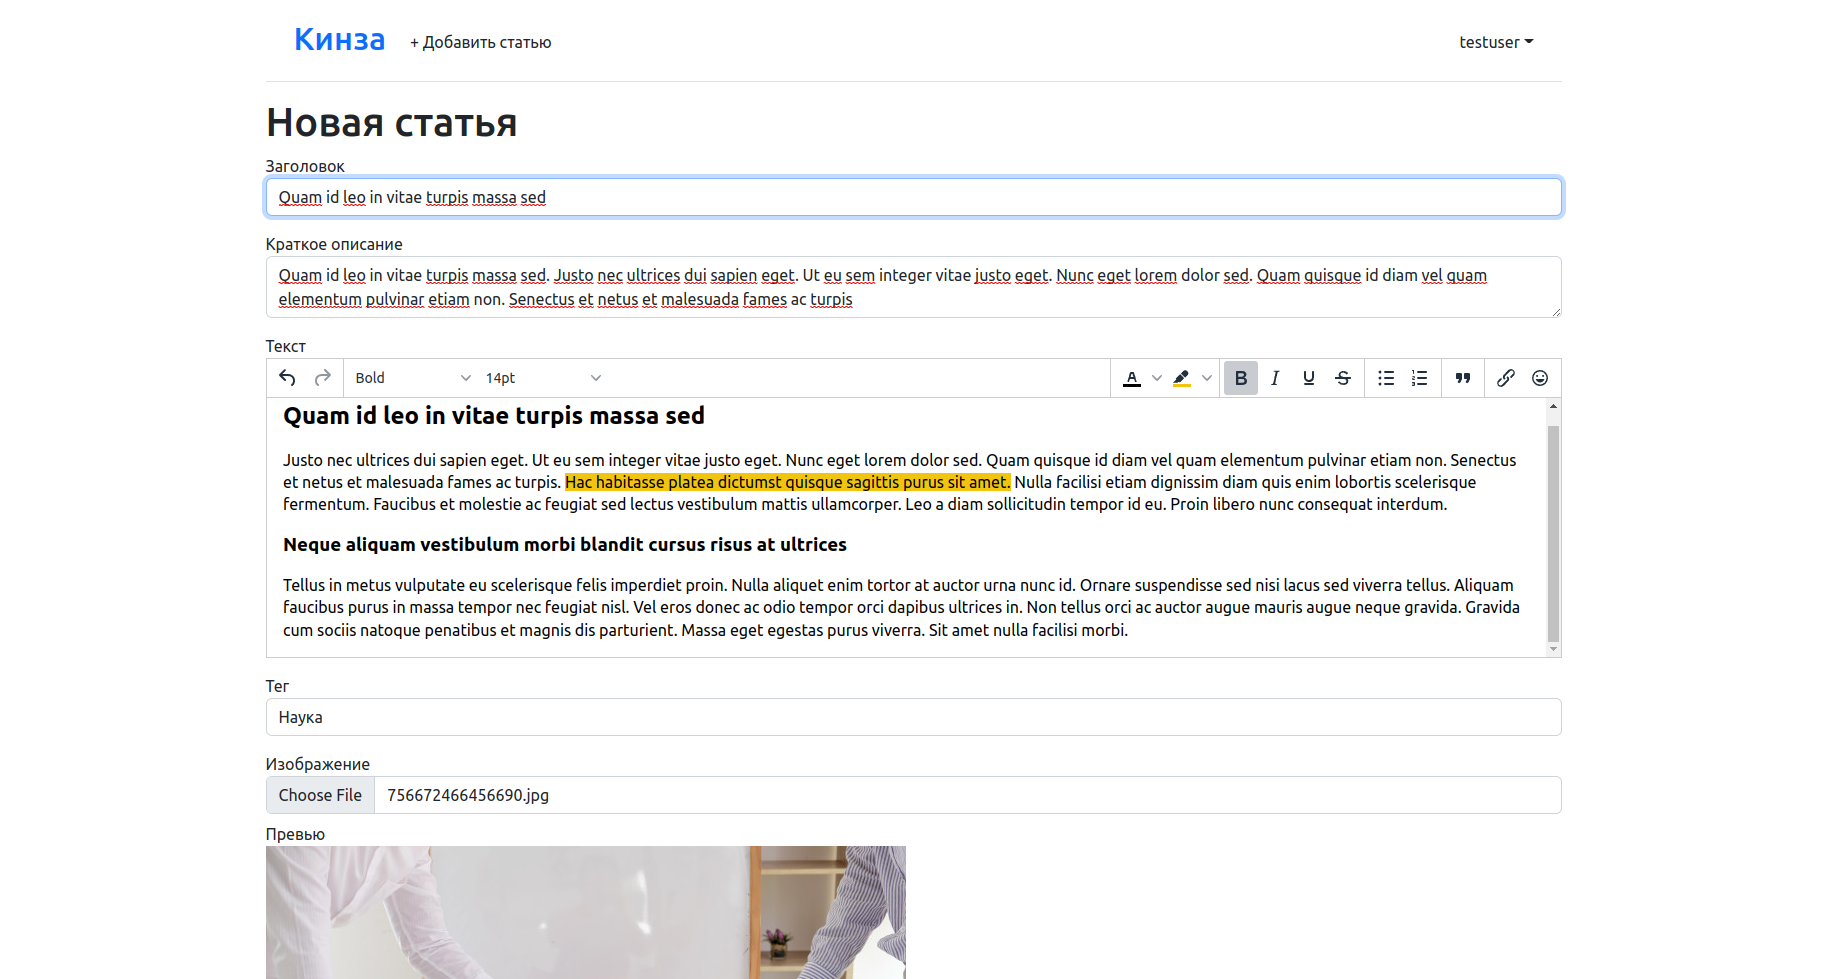 Кинза + Добавить статью testuser
Новая статья
Заголовок
Quam id leo in vitae turpis massa sed
Краткое описание
Quam id leo in vitae turpis massa sed. Justo nec ultrices dui sapien eget. Ut eu sem integer vitae justo eget. Nunc eget lorem dolor sed. Quam quisque id diam vel quam
elementum pulvinar etiam non. Senectus et netus et malesuada fames ac turpis
Текст
Bold 14pt A B I U S
Quam id leo in vitae turpis massa sed
Justo nec ultrices dui sapien eget. Ut eu sem integer vitae justo eget. Nunc eget lorem dolor sed. Quam quisque id diam vel quam elementum pulvinar etiam non. Senectus
et netus et malesuada fames ac turpis. Hac habitasse platea dictumst quisque sagittis purus sit amet. Nulla facilisi etiam dignissim diam quis enim lobortis scelerisque
fermentum. Faucibus et molestie ac feugiat sed lectus vestibulum mattis ullamcorper. Leo a diam sollicitudin tempor id eu. Proin libero nunc consequat interdum.
Neque aliquam vestibulum morbi blandit cursus risus at ultrices
Tellus in metus vulputate eu scelerisque felis imperdiet proin. Nulla aliquet enim tortor at auctor urna nunc id. Ornare suspendisse sed nisi lacus sed viverra tellus. Aliquam
faucibus purus in massa tempor nec feugiat nisl. Vel eros donec ac odio tempor orci dapibus ultrices in. Non tellus orci ac auctor augue mauris augue neque gravida. Gravida
cum sociis natoque penatibus et magnis dis parturient. Massa eget egestas purus viverra. Sit amet nulla facilisi morbi.
Тег
Наука
Изображение
Choose File 756672466456690.jpg
Превью